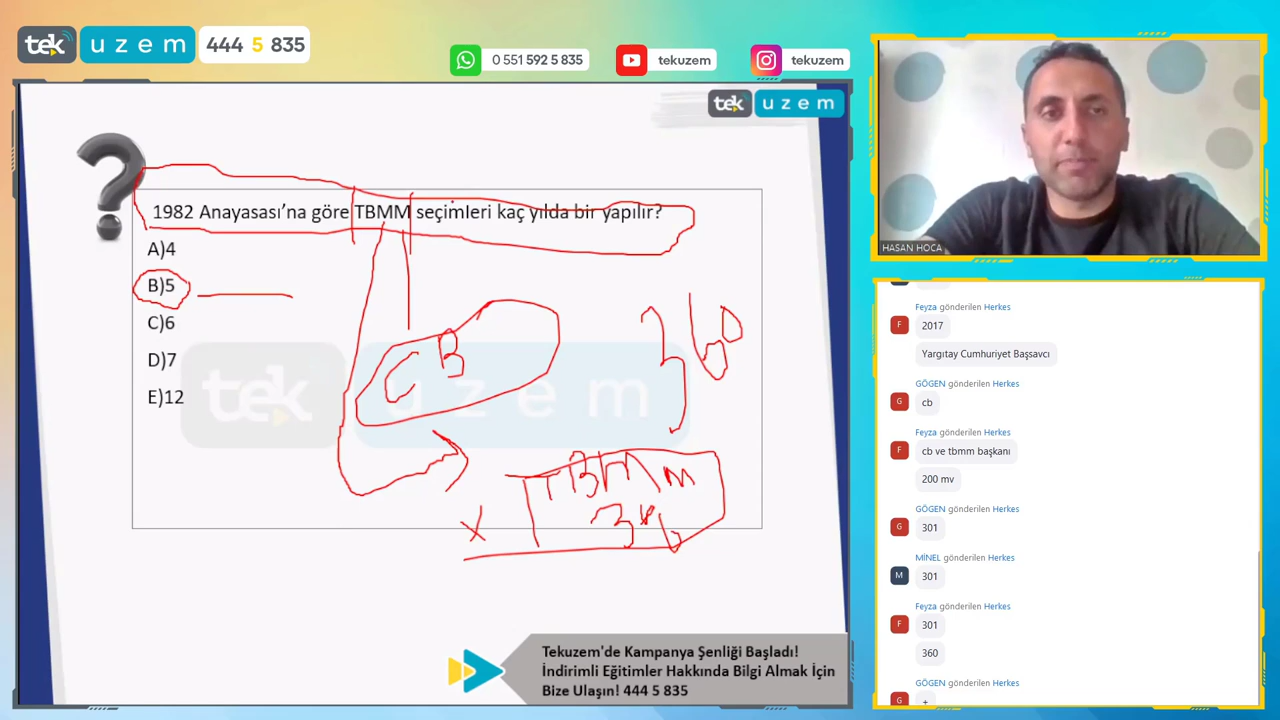 tek uzem 444 5 835
0 551 592 5 835 tekuzem tekuzem
tek uzem
1982 Anayasası'na göre TBMM seçimleri kaç yılda bir yapılır?
A)4
B)5
C)6
D)7
E)12
tek uzem
CB
360
TBMM
Tekuzem'de Kampanya Şenliği Başladı!
İndirimli Eğitimler Hakkında Bilgi Almak İçin
Bize Ulaşın! 444 5 835
HASAN HOCA
Feyza gönderilen Herkes
F 2017
Yargıtay Cumhuriyet Başsavcı
GÖGEN gönderilen Herkes
G cb
Feyza gönderilen Herkes
F cb ve tbmm başkanı
200 mv
GÖGEN gönderilen Herkes
G 301
MİNEL gönderilen Herkes
M 301
Feyza gönderilen Herkes
F 301
360
GÖGEN gönderilen Herkes
G +